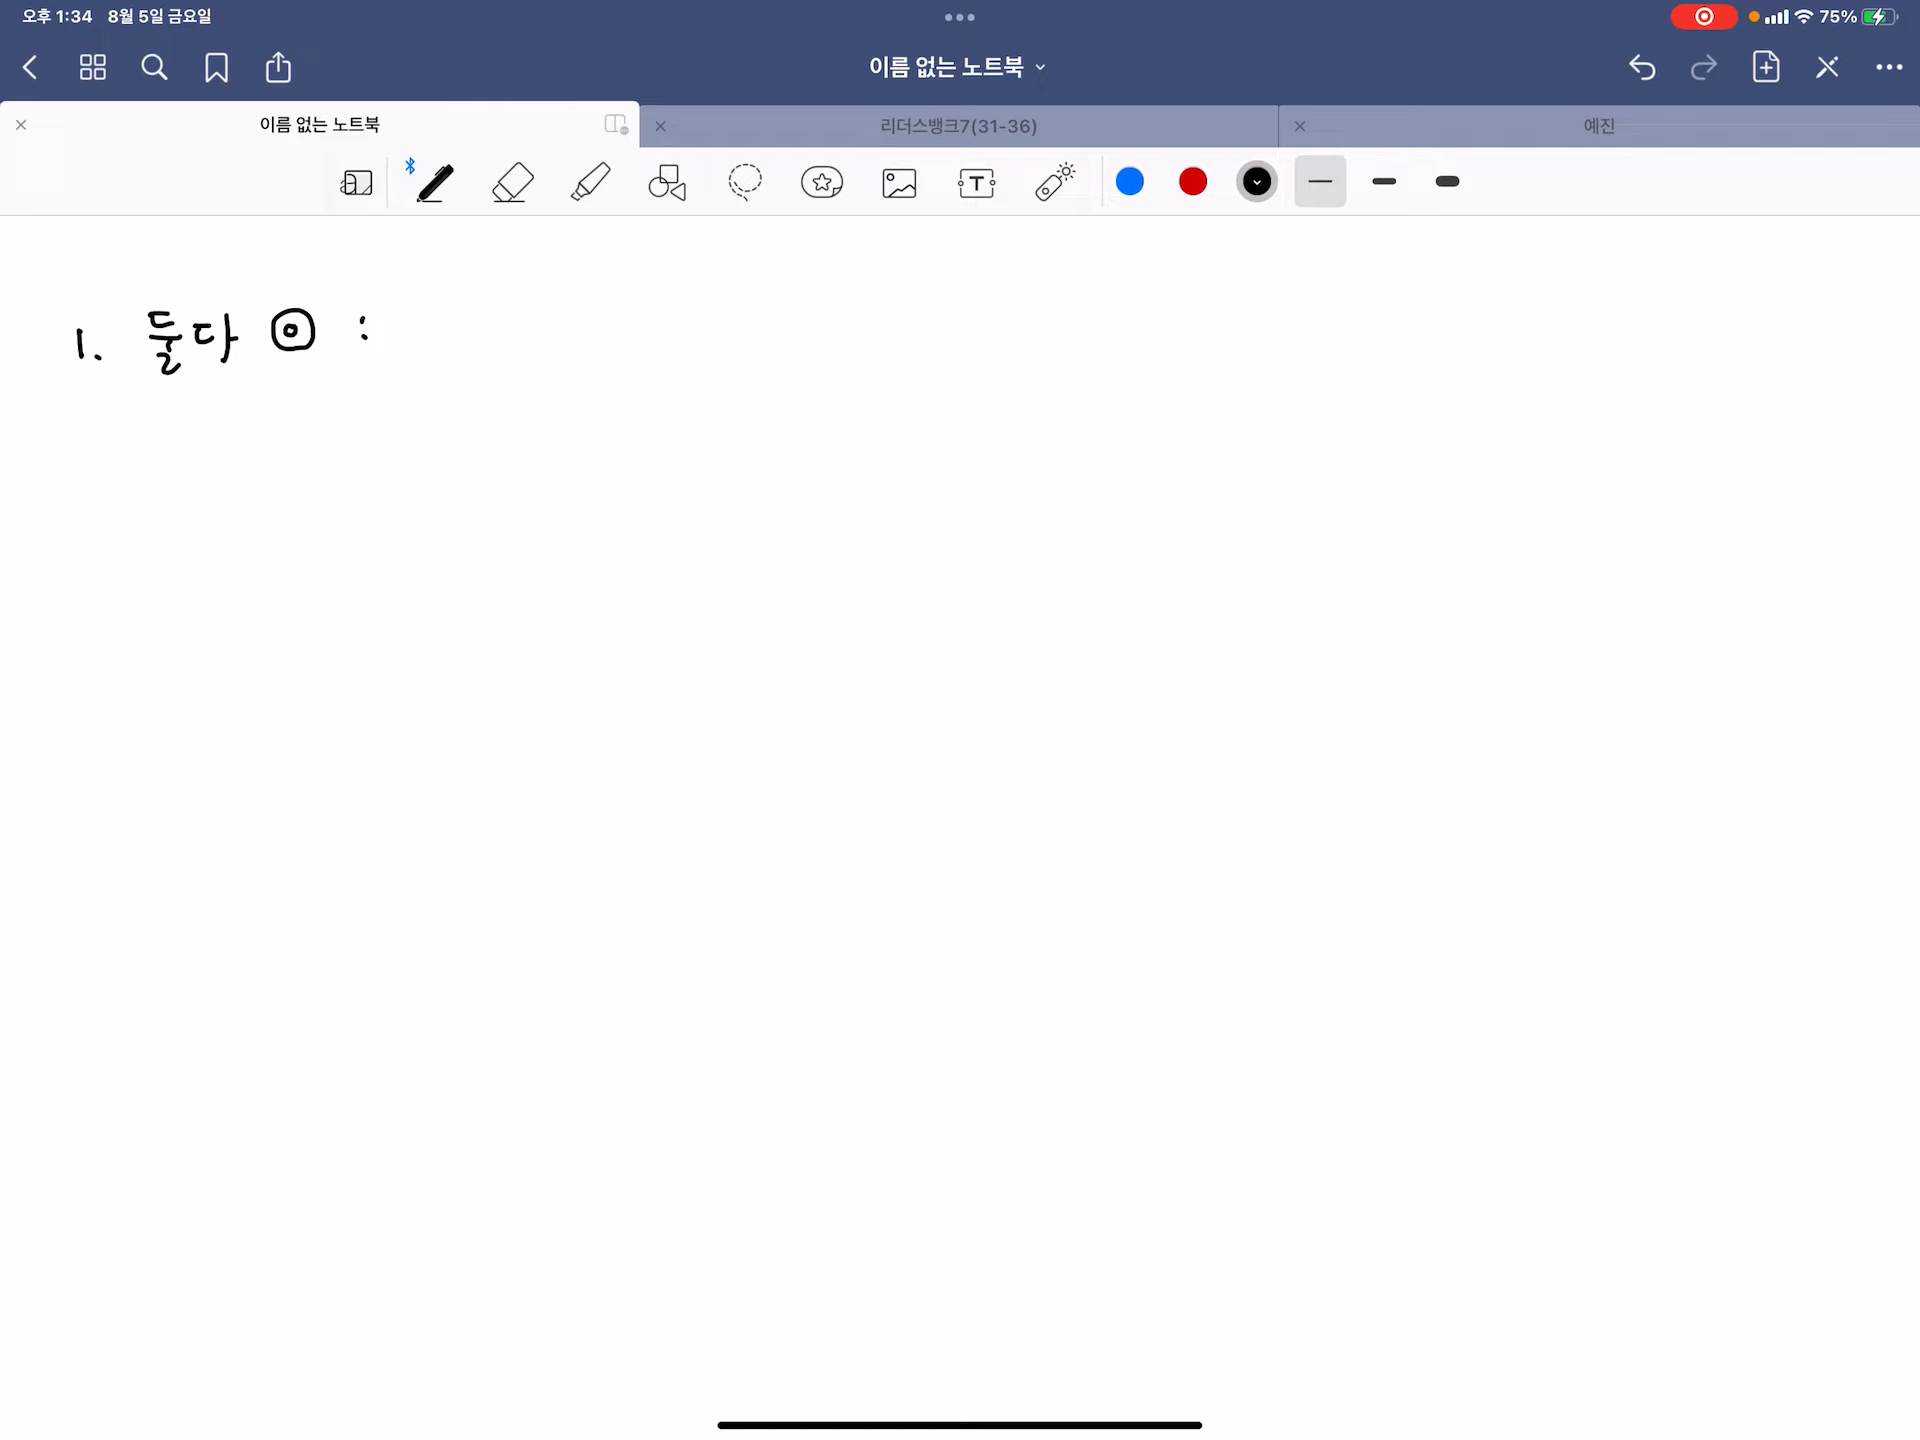 오후 1:34 8월 5일 금요일 75%
이름 없는 노트북
이름 없는 노트북 리더스뱅크7(31-36) 예진
1. 둘다 ⊙ :